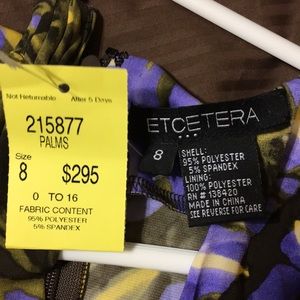 Not Returnable After 5 Days
215877
PALMS
Size
8 $295
0 TO 16
FABRIC CONTENT
95% POLYESTER
5% SPANDEX
ETCETERA
8
SHELL:
95% POLYESTER
5% SPANDEX
LINING:
100% POLYESTER
RN # 138420
MADE IN CHINA
SEE REVERSE FOR CARE